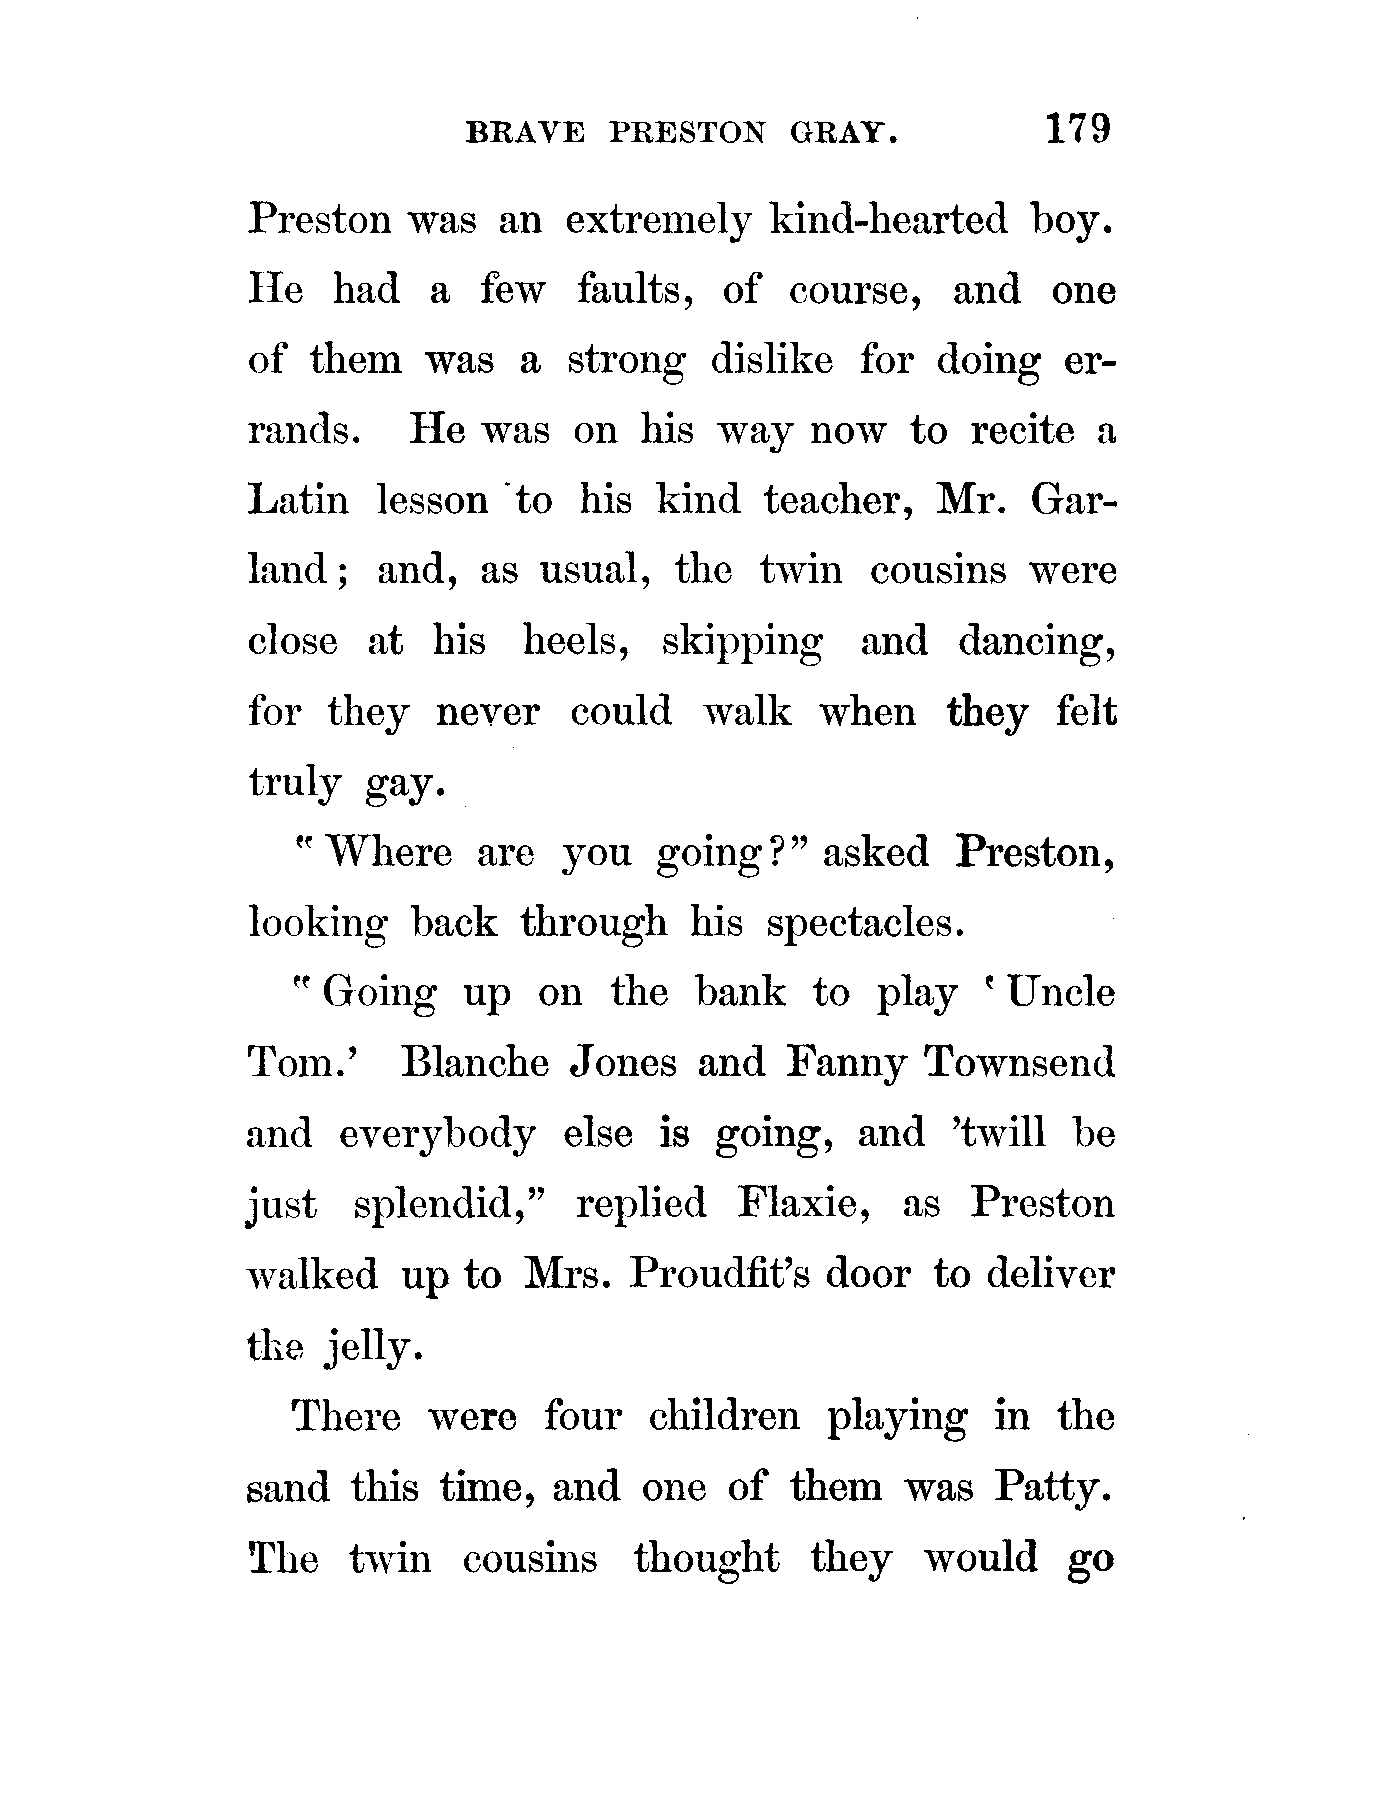 BRAVE PRESTON GRAY. 179
Preston was an extremely kind-hearted boy.
He had a few faults, of course, and one
of them was a strong dislike for doing er-
rands. He was on his way now to recite a
Latin lesson to his kind teacher, Mr. Gar-
land; and, as usual, the twin cousins were
close at his heels, skipping and dancing,
for they never could walk when they felt
truly gay.
"Where are you going?" asked Preston,
looking back through his spectacles.
"Going up on the bank to play 'Uncle
Tom.' Blanche Jones and Fanny Townsend
and everybody else is going, and 'twill be
just splendid," replied Flaxie, as Preston
walked up to Mrs. Proudfit's door to deliver
the jelly.
There were four children playing in the
sand this time, and one of them was Patty.
The twin cousins thought they would go